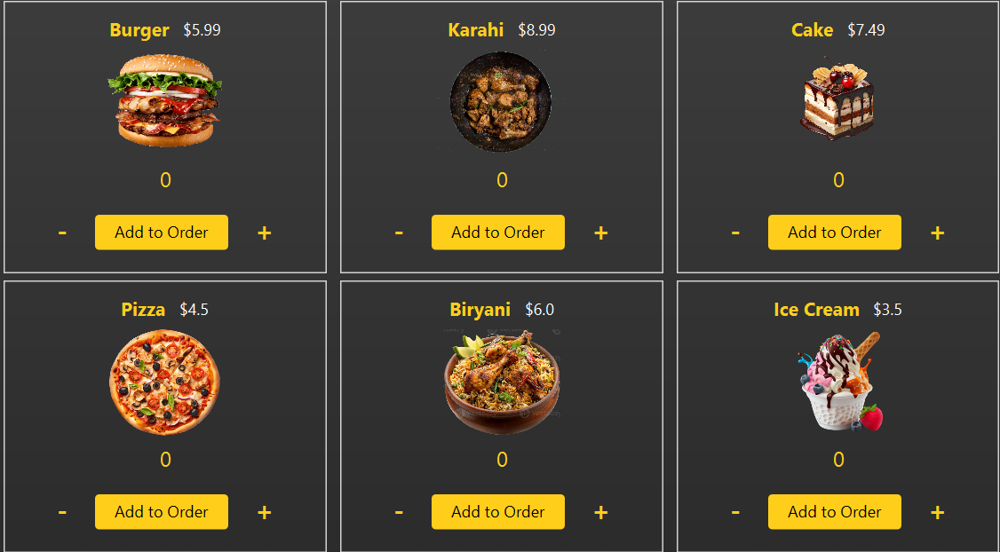 Burger $5.99
Karahi $8.99
Cake $7.49
0
0
0
- Add to Order +
- Add to Order +
- Add to Order +
Pizza $4.5
Biryani $6.0
Ice Cream $3.5
0
0
0
- Add to Order +
- Add to Order +
- Add to Order +